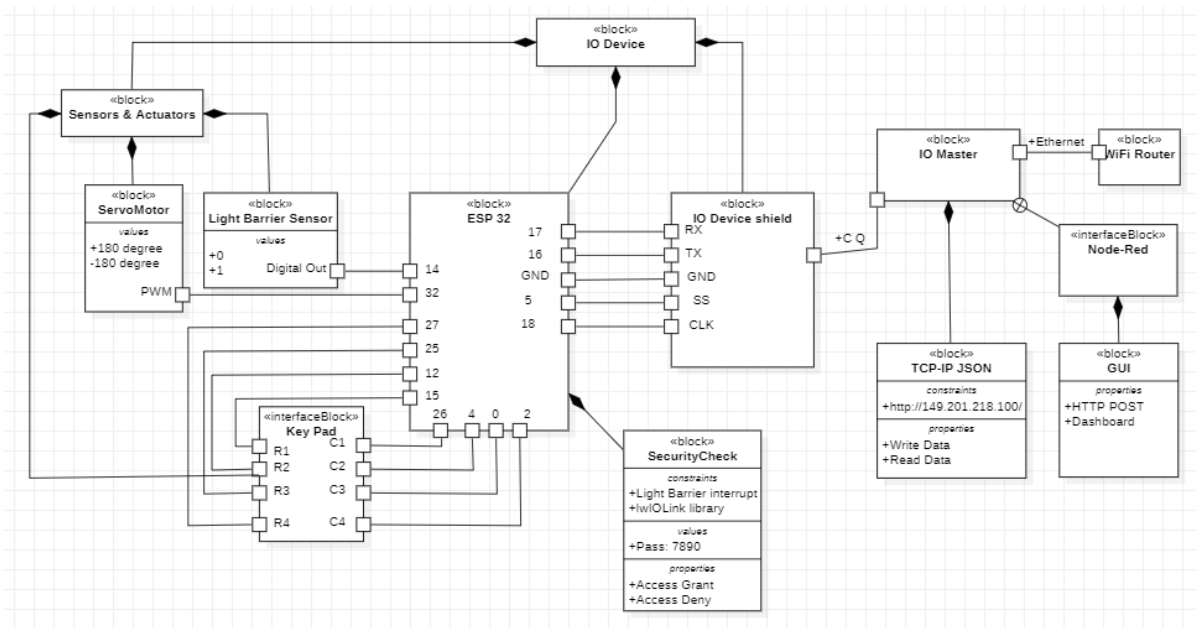 «block»
IO Device
«block»
Sensors & Actuators
«block»
ServoMotor
values
+180 degree
-180 degree
PWM
«block»
Light Barrier Sensor
values
+0
+1
Digital Out
«block»
ESP 32
17
16
GND
5
18
14
32
27
25
12
15
26
4
0
2
«block»
IO Device shield
RX
TX
GND
SS
CLK
+C Q
«block»
IO Master
+Ethernet
«block»
WiFi Router
«interfaceBlock»
Node-Red
«block»
TCP-IP JSON
constraints
+http://149.201.218.100/
properties
+Write Data
+Read Data
«block»
GUI
properties
+HTTP POST
+Dashboard
«interfaceBlock»
Key Pad
R1
R2
R3
R4
C1
C2
C3
C4
«block»
SecurityCheck
constraints
+Light Barrier interrupt
+IwIOLink library
values
+Pass: 7890
properties
+Access Grant
+Access Deny